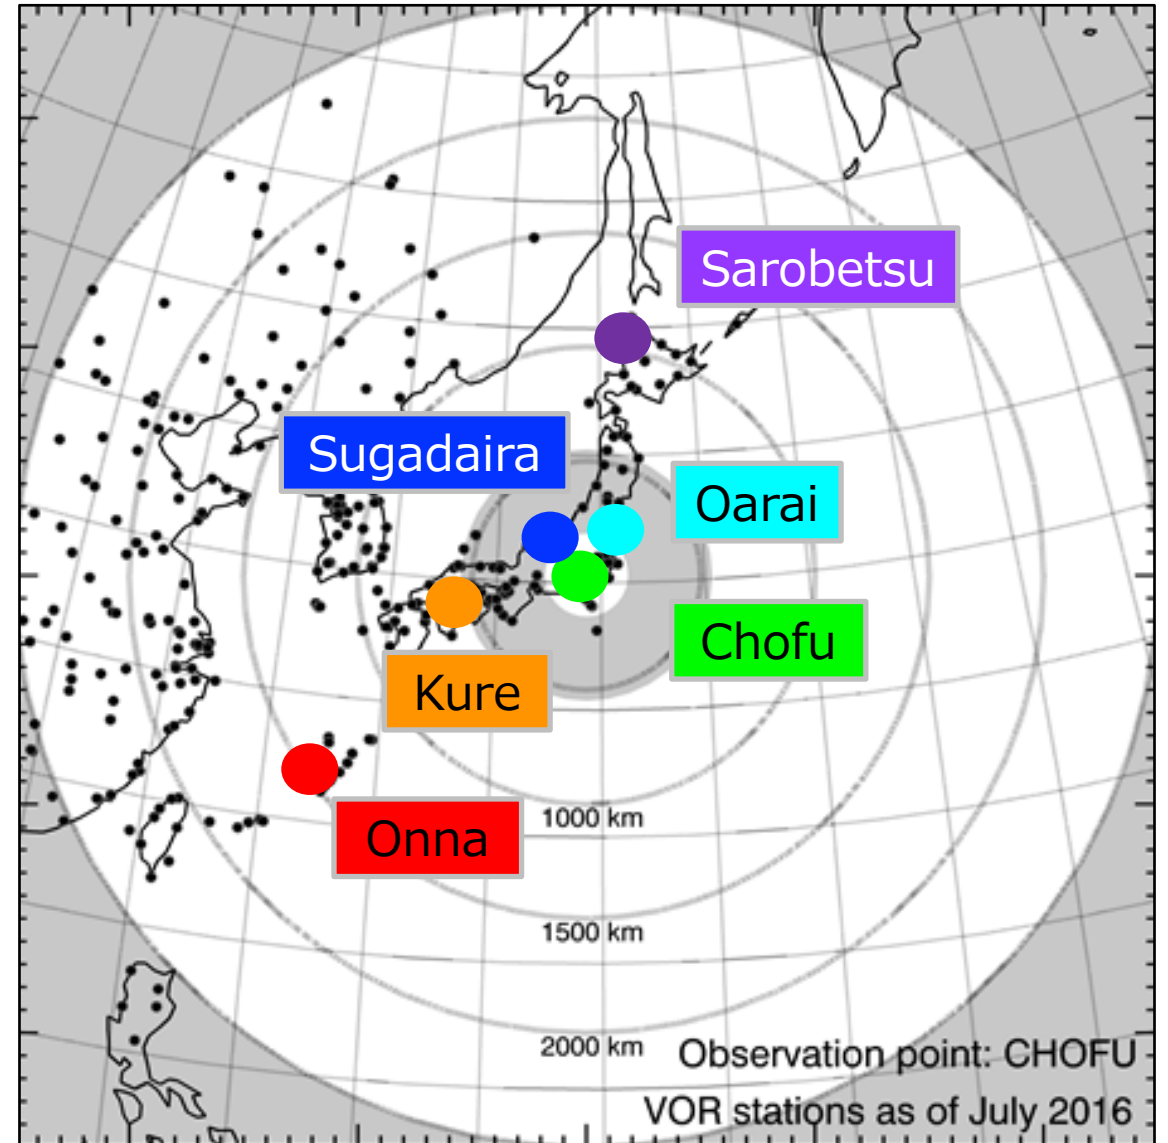 Sarobetsu
Sugadaira
Oarai
Chofu
Kure
Onna
1000 km
1500 km
2000 km
Observation point: CHOFU
VOR stations as of July 2016